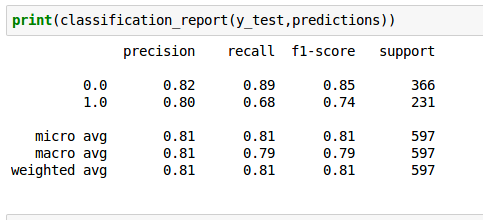 print(classification_report(y_test,predictions))
precision recall f1-score support
0.0 0.82 0.89 0.85 366
1.0 0.80 0.68 0.74 231
micro avg 0.81 0.81 0.81 597
macro avg 0.81 0.79 0.79 597
weighted avg 0.81 0.81 0.81 597